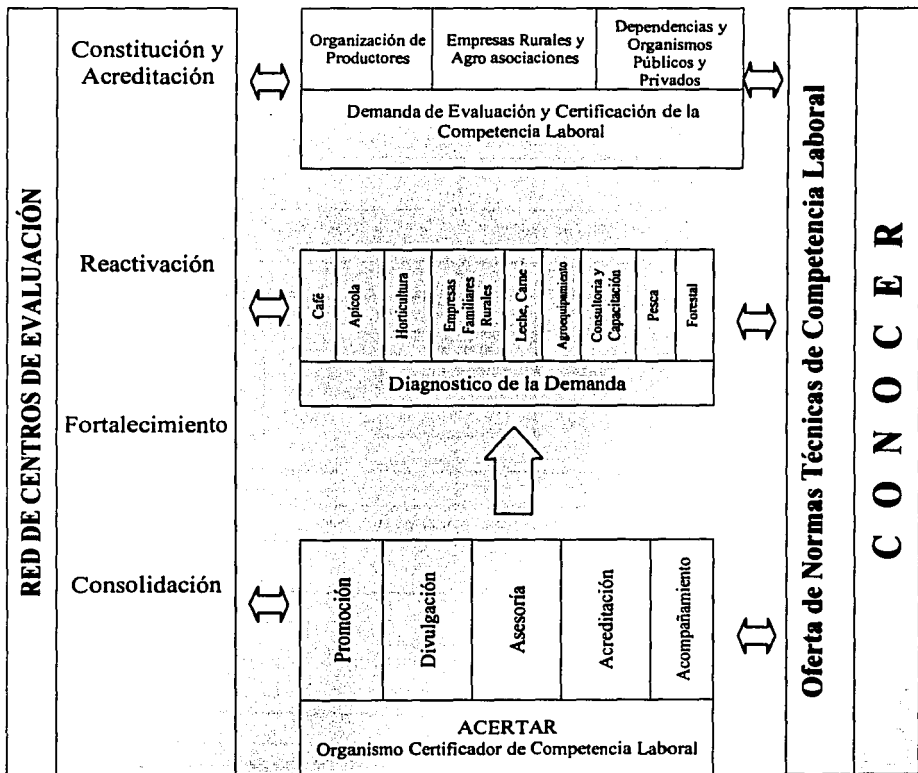 RED DE CENTROS DE EVALUACIÓN
Constitución y
Acreditación
Reactivación
Fortalecimiento
Consolidación
Organización de
Productores
Empresas Rurales y
Agro asociaciones
Dependencias y
Organismos
Públicos y
Privados
Demanda de Evaluación y Certificación de la
Competencia Laboral
Café
Apícola
Horticultura
Empresas
Familiares
Rurales
Leche, Carne
Agroequipamiento
Consultoría y
Capacitación
Pesca
Forestal
Diagnostico de la Demanda
Promoción
Divulgación
Asesoría
Acreditación
Acompañamiento
ACERTAR
Organismo Certificador de Competencia Laboral
Oferta de Normas Técnicas de Competencia Laboral
C O N O C E R